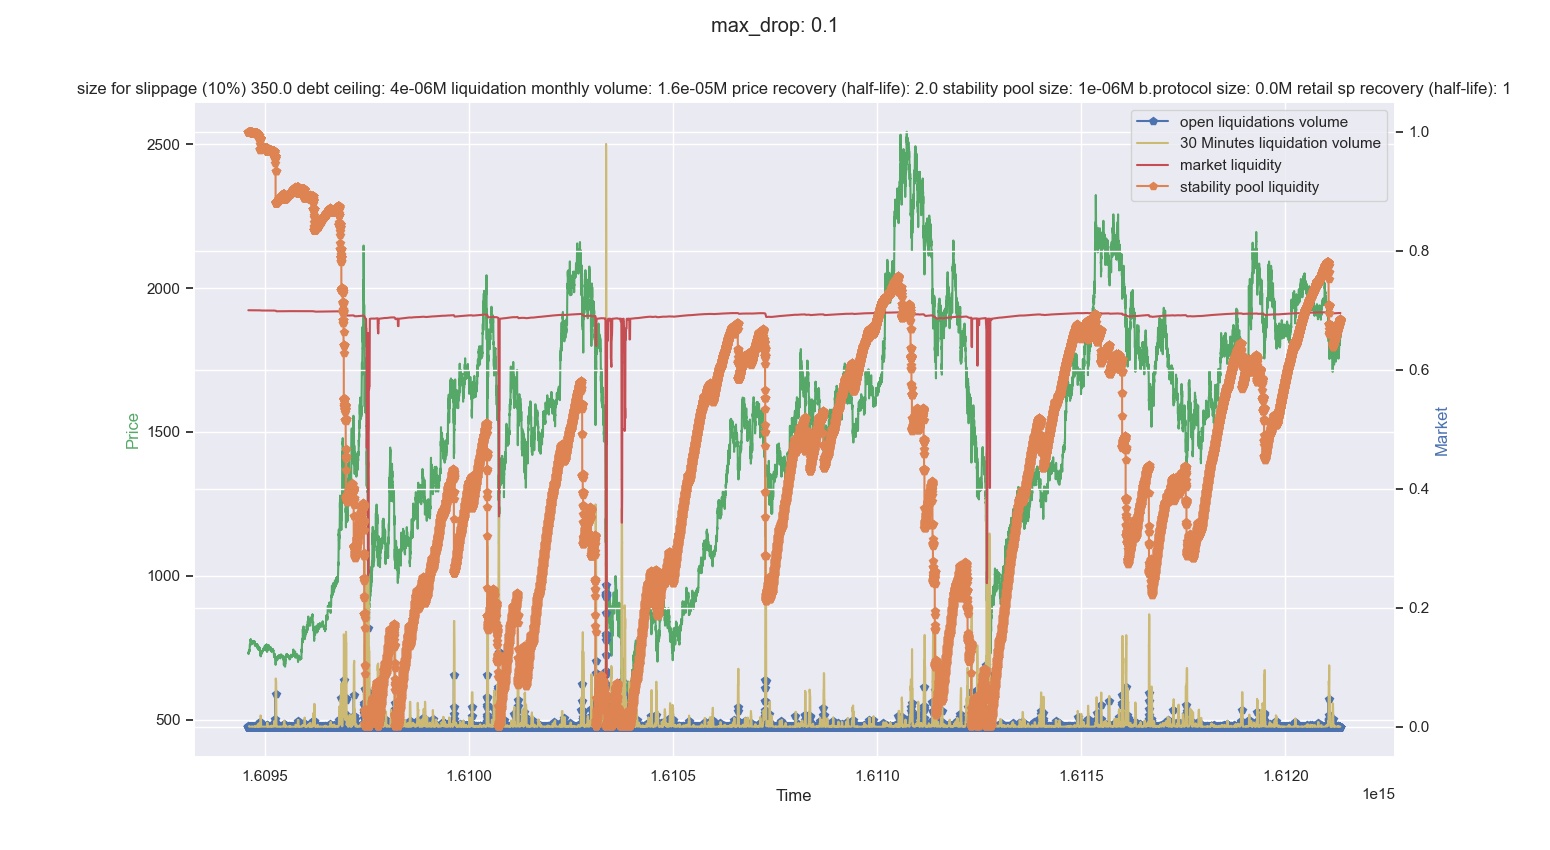 max_drop: 0.1
size for slippage (10%) 350.0 debt ceiling: 4e-06M liquidation monthly volume: 1.6e-05M price recovery (half-life): 2.0 stability pool size: 1e-06M b.protocol size: 0.0M retail sp recovery (half-life): 1
open liquidations volume
30 Minutes liquidation volume
market liquidity
stability pool liquidity
2500
2000
1500
1000
500
Price
1.0
0.8
0.6
0.4
0.2
0.0
Market
1.6095 1.6100 1.6105 1.6110 1.6115 1.6120
Time
1e15